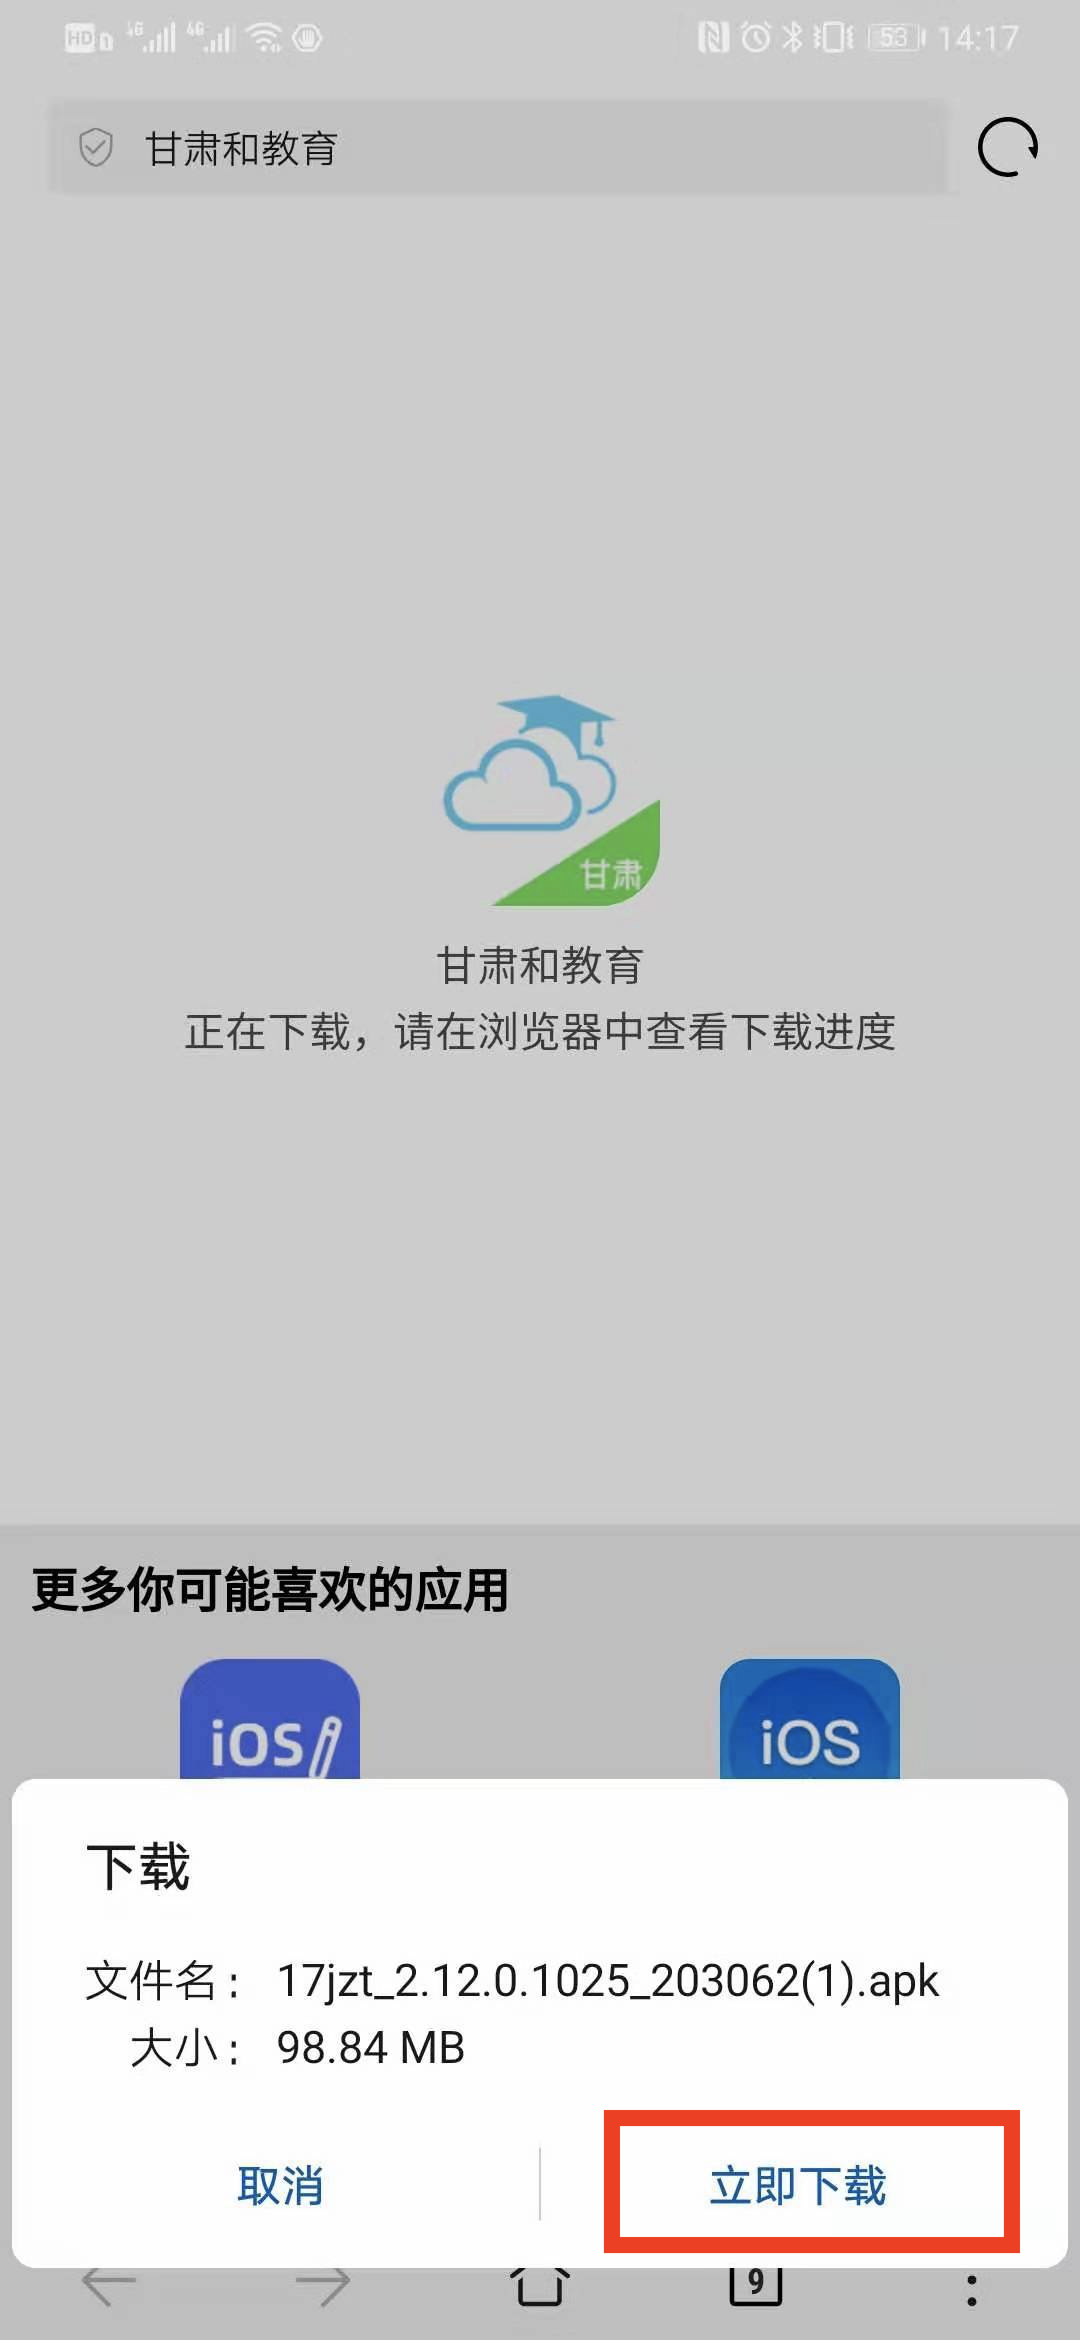 HD 4G 4G 53 14:17
甘肃和教育
甘肃
甘肃和教育
正在下载，请在浏览器中查看下载进度
更多你可能喜欢的应用
iOS iOS
下载
文件名： 17jzt_2.12.0.1025_203062(1).apk
大小： 98.84 MB
取消 立即下载
9